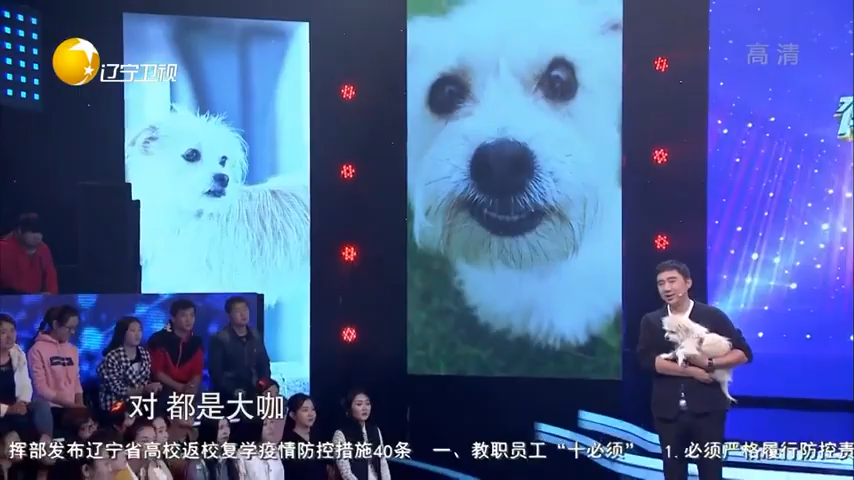 辽宁卫视
高清
对 都是大咖
挥部发布辽宁省高校返校复学疫情防控措施40条 一、教职员工“十必须” 1.必须严格履行防控责